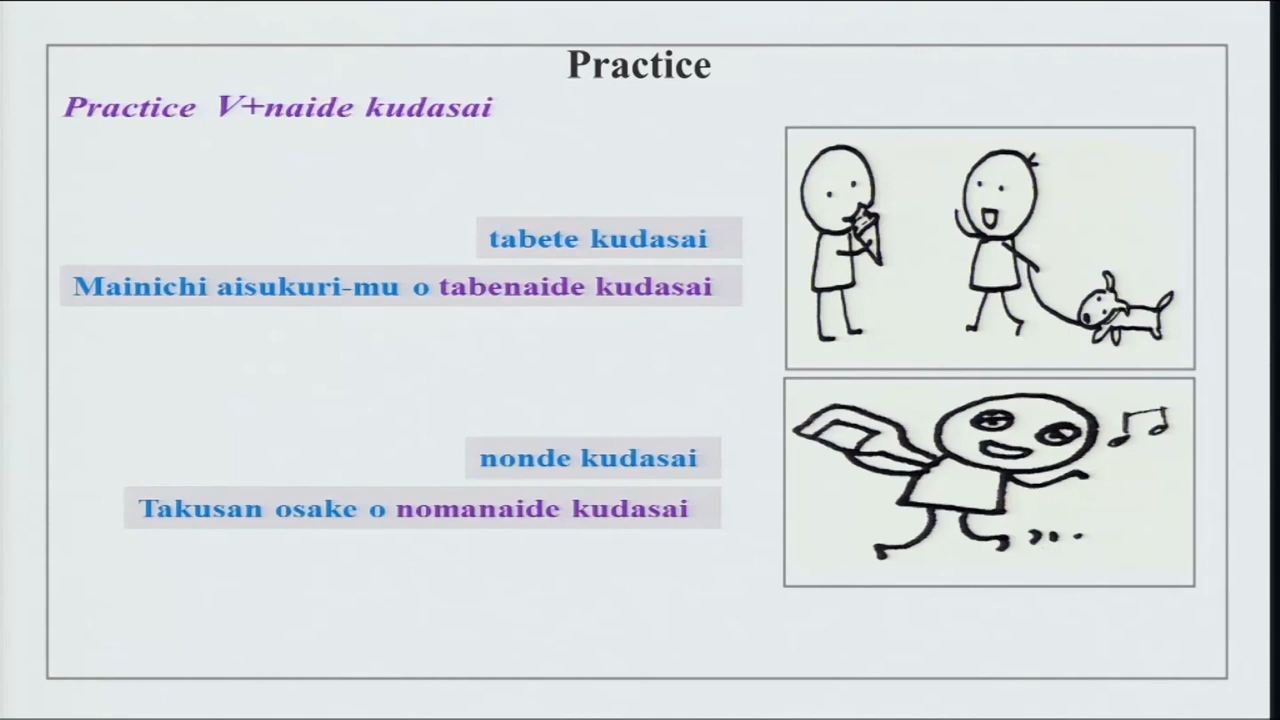 Practice
Practice V+naide kudasai
tabete kudasai
Mainichi aisukuri-mu o tabenaide kudasai
nonde kudasai
Takusan osake o nomanaide kudasai